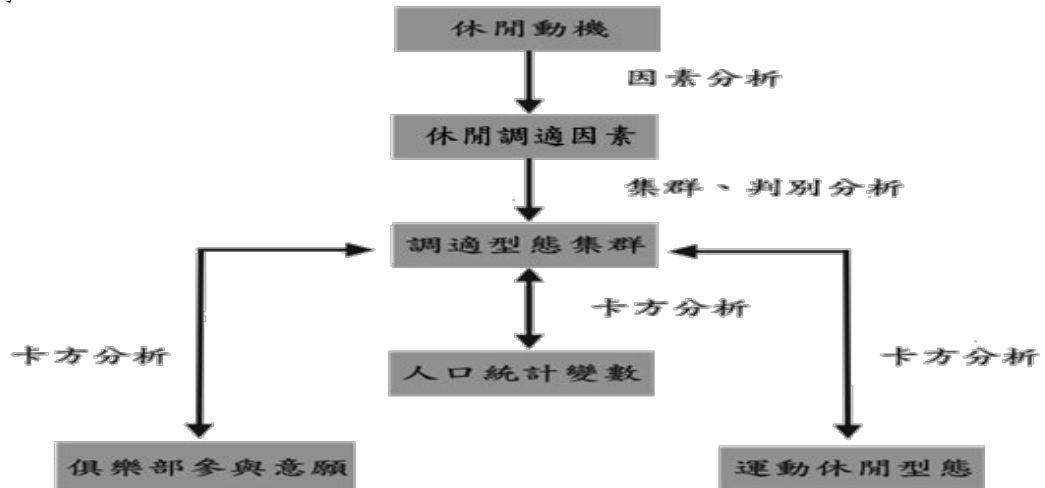 休閒動機
因素分析
休閒調適因素
集群、判別分析
調適型態集群
卡方分析
卡方分析
人口統計變數
卡方分析
俱樂部參與意願
運動休閒型態